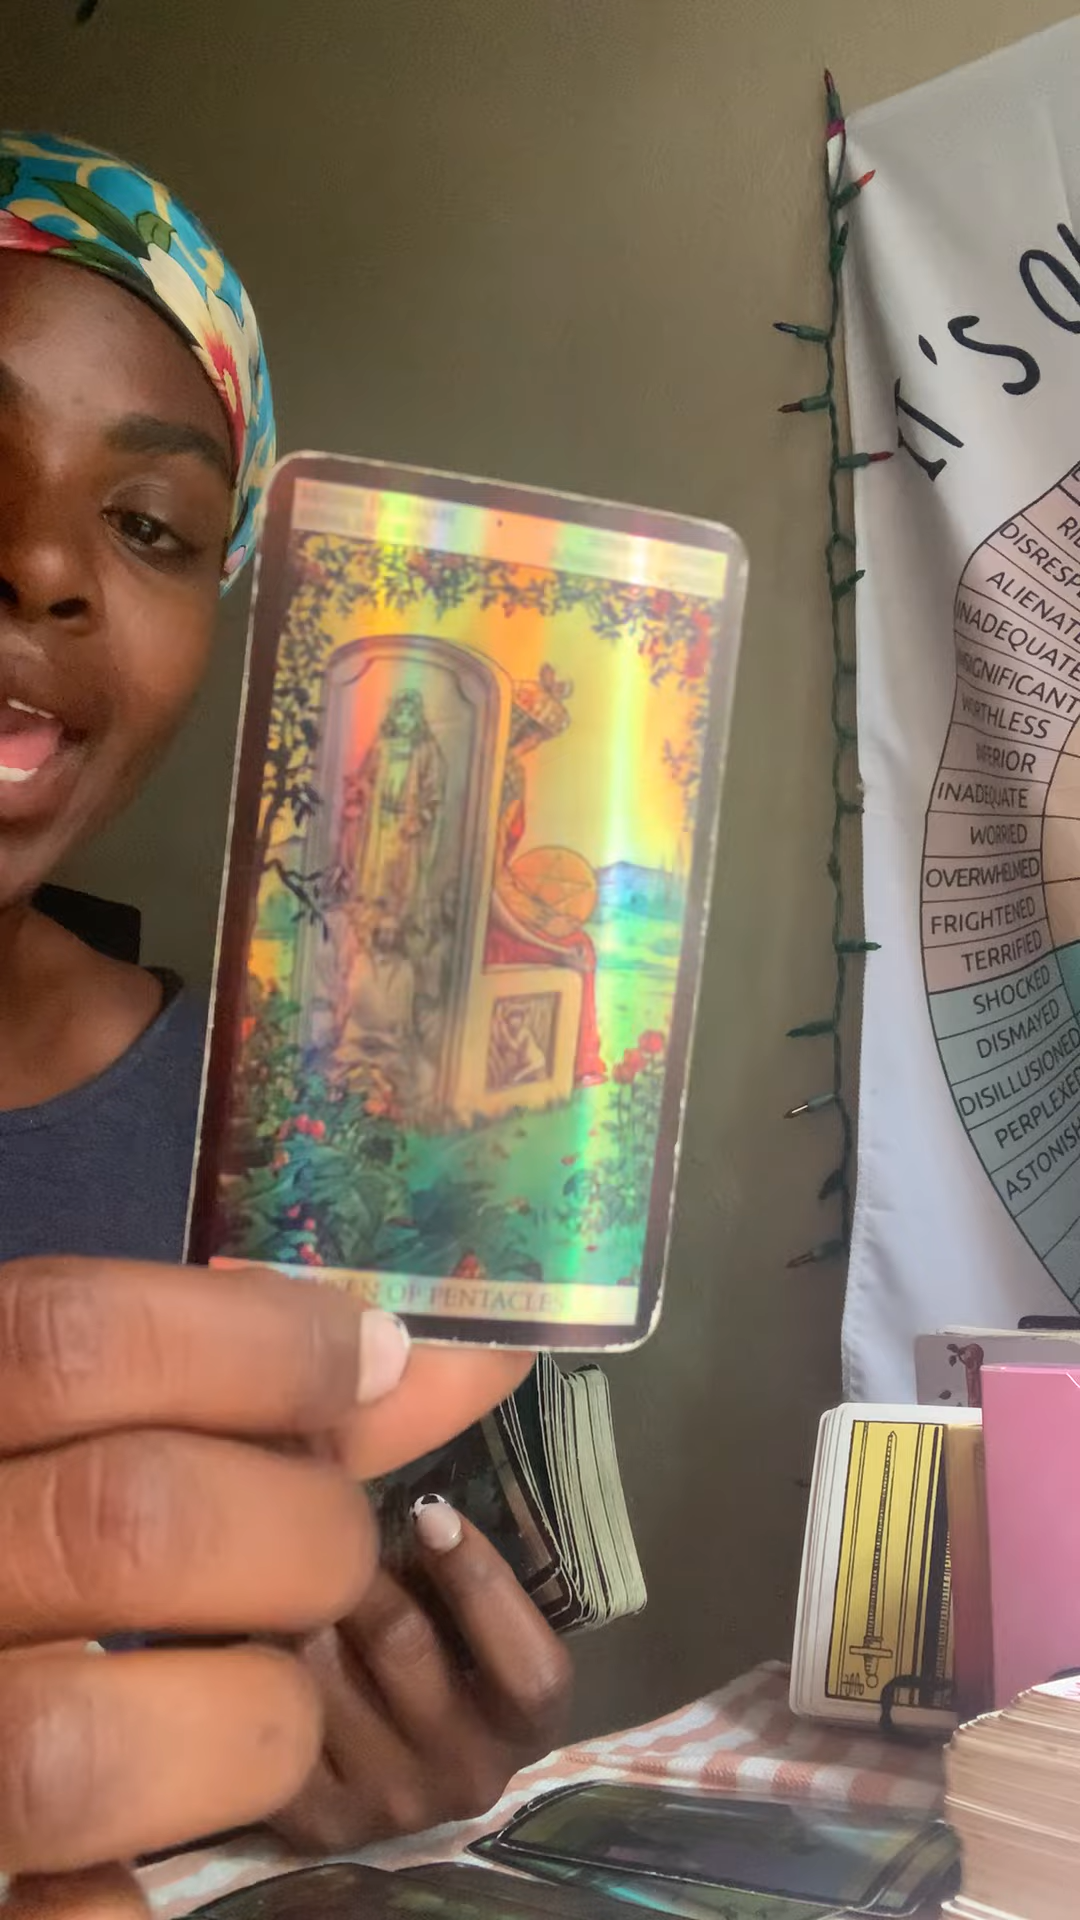 IT'S
DISRESP
ALIENATE
INADEQUATE
INSIGNIFICANT
WORTHLESS
INFERIOR
INADEQUATE
WORRIED
OVERWHELMED
FRIGHTENED
TERRIFIED
SHOCKED
DISMAYED
DISILLUSIONED
PERPLEXED
ASTONISH
EN OF PENTACLES